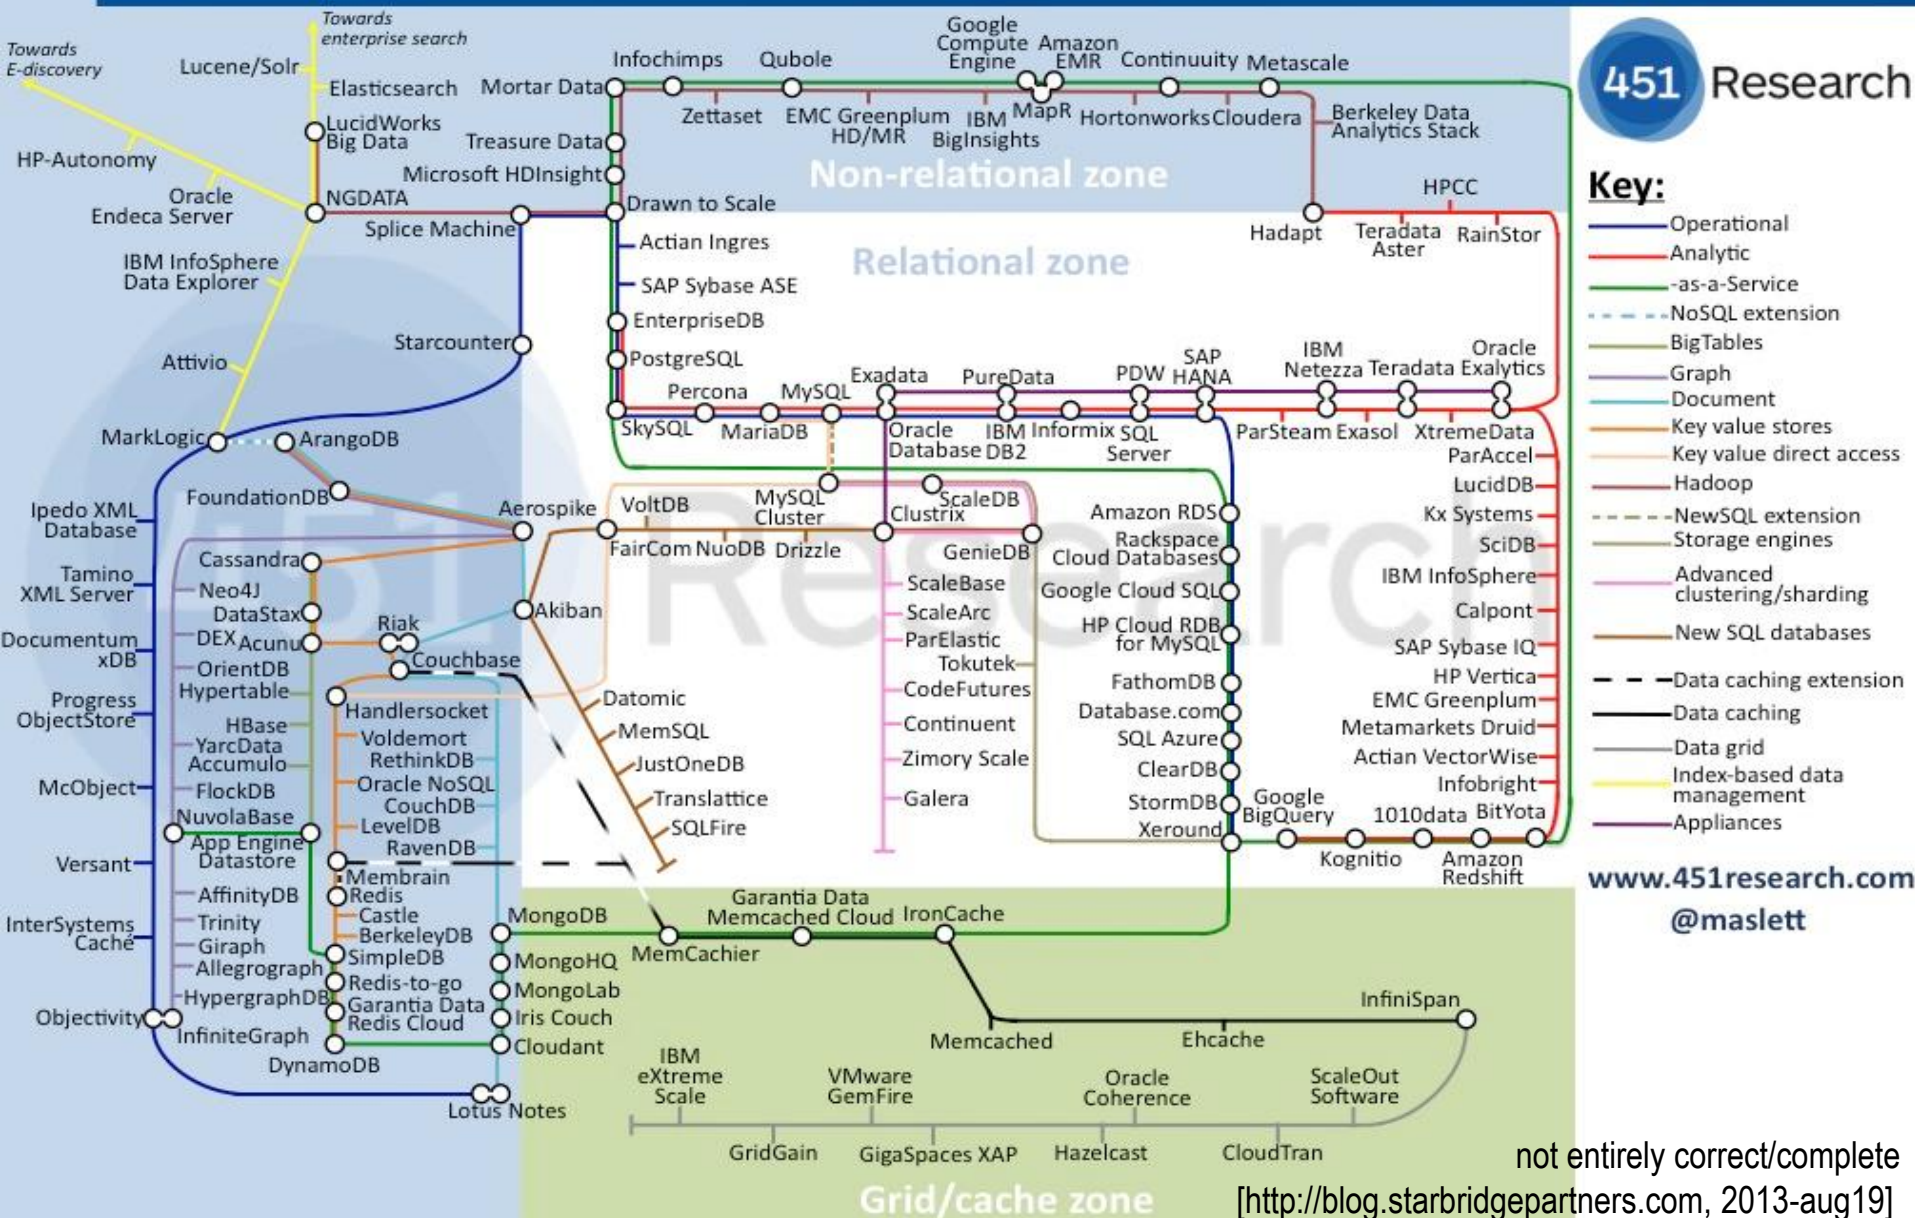 Towards
E-discovery
Towards
enterprise search
Lucene/Solr
Elasticsearch
LucidWorks
Big Data
HP-Autonomy
Oracle
Endeca Server
NGDATA
IBM InfoSphere
Data Explorer
Attivio
Mortar Data
Infochimps
Qubole
Google
Compute
Engine
Amazon
EMR
Continuuity
Metascale
Zettaset
EMC Greenplum
HD/MR
IBM
BigInsights
MapR
Hortonworks
Cloudera
Berkeley Data
Analytics Stack
Treasure Data
Microsoft HDInsight
Non-relational zone
Drawn to Scale
Splice Machine
Hadapt
Teradata
Aster
HPCC
RainStor
Relational zone
Actian Ingres
SAP Sybase ASE
EnterpriseDB
Starcounter
PostgreSQL
Percona
MySQL
Exadata
PureData
PDW
SAP
HANA
IBM
Netezza
Teradata
Oracle
Exalytics
SkySQL
MariaDB
Oracle
Database
IBM
DB2
Informix
SQL
Server
ParSteam
Exasol
XtremeData
MarkLogic
ArangoDB
FoundationDB
Aerospike
VoltDB
MySQL
Cluster
ScaleDB
Clustrix
GenieDB
FairCom
NuoDB
Drizzle
Akiban
Ipedo XML
Database
Tamino
XML Server
Documentum
xDB
Progress
ObjectStore
McObject
Versant
InterSystems
Caché
Objectivity
Cassandra
Neo4J
DataStax
DEX
Acunu
OrientDB
Hypertable
HBase
YarcData
Accumulo
FlockDB
NuvolaBase
App Engine
Datastore
AffinityDB
Trinity
Giraph
Allegrograph
HypergraphDB
InfiniteGraph
Riak
Couchbase
Handlersocket
Voldemort
RethinkDB
Oracle NoSQL
CouchDB
LevelDB
RavenDB
Membrain
Redis
Castle
BerkeleyDB
SimpleDB
Redis-to-go
Garantia Data
Redis Cloud
DynamoDB
MongoDB
MongoHQ
MongoLab
Iris Couch
Cloudant
Lotus Notes
Datomic
MemSQL
JustOneDB
Translattice
SQLFire
ScaleBase
ScaleArc
ParElastic
Tokutek
CodeFutures
Continuent
Zimory Scale
Galera
Amazon RDS
Rackspace
Cloud Databases
Google Cloud SQL
HP Cloud RDB
for MySQL
FathomDB
Database.com
SQL Azure
ClearDB
StormDB
Xeround
ParAccel
LucidDB
Kx Systems
SciDB
IBM InfoSphere
Calpont
SAP Sybase IQ
HP Vertica
EMC Greenplum
Metamarkets Druid
Actian VectorWise
Infobright
Google
BigQuery
Kognitio
1010data
Amazon
Redshift
BitYota
Garantia Data
Memcached Cloud
IronCache
MemCachier
Memcached
Ehcache
InfiniSpan
IBM
eXtreme
Scale
VMware
GemFire
Oracle
Coherence
ScaleOut
Software
GridGain
GigaSpaces XAP
Hazelcast
CloudTran
Grid/cache zone
451 Research
451 Research
Key:
Operational
Analytic
-as-a-Service
NoSQL extension
BigTables
Graph
Document
Key value stores
Key value direct access
Hadoop
NewSQL extension
Storage engines
Advanced
clustering/sharding
New SQL databases
Data caching extension
Data caching
Data grid
Index-based data
management
Appliances
www.451research.com
@maslett
not entirely correct/complete
[http://blog.starbridgepartners.com, 2013-aug19]